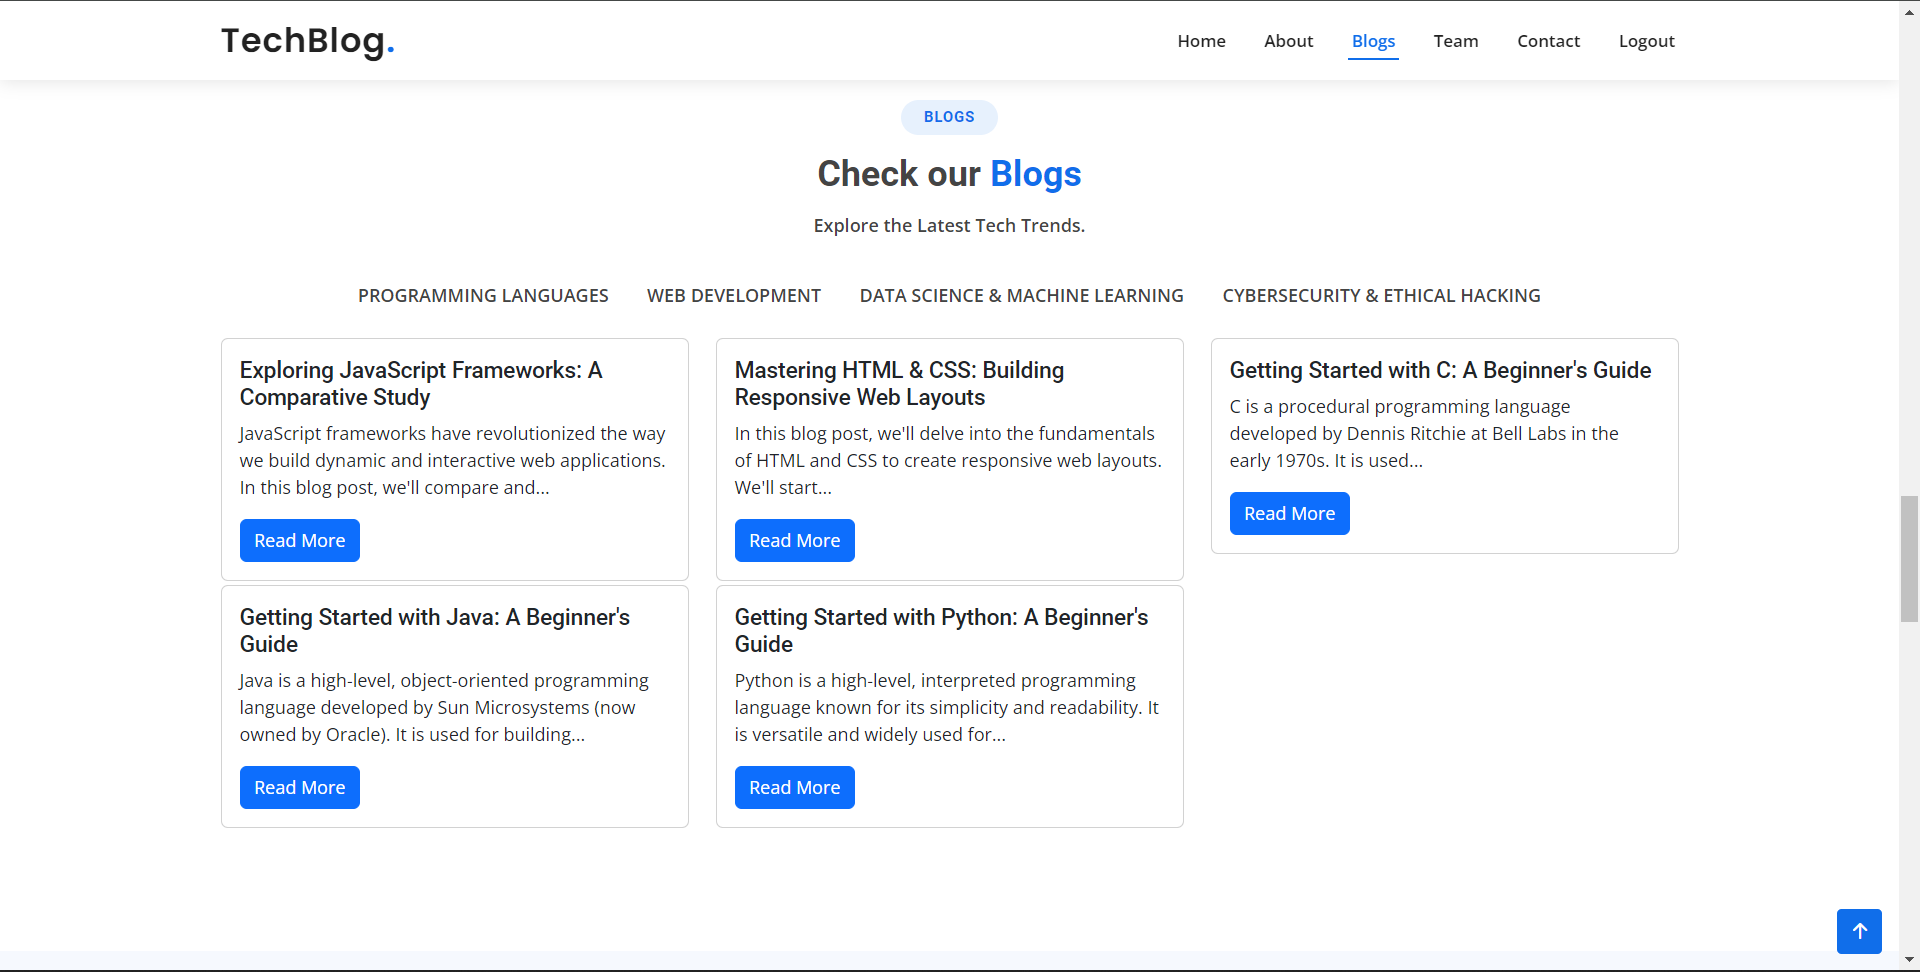 TechBlog.
Home
About
Blogs
Team
Contact
Logout
BLOGS
Check our Blogs
Explore the Latest Tech Trends.
PROGRAMMING LANGUAGES
WEB DEVELOPMENT
DATA SCIENCE & MACHINE LEARNING
CYBERSECURITY & ETHICAL HACKING
Exploring JavaScript Frameworks: A
Comparative Study
JavaScript frameworks have revolutionized the way
we build dynamic and interactive web applications.
In this blog post, we'll compare and...
Read More
Mastering HTML & CSS: Building
Responsive Web Layouts
In this blog post, we'll delve into the fundamentals
of HTML and CSS to create responsive web layouts.
We'll start...
Read More
Getting Started with C: A Beginner's Guide
C is a procedural programming language
developed by Dennis Ritchie at Bell Labs in the
early 1970s. It is used...
Read More
Getting Started with Java: A Beginner's
Guide
Java is a high-level, object-oriented programming
language developed by Sun Microsystems (now
owned by Oracle). It is used for building...
Read More
Getting Started with Python: A Beginner's
Guide
Python is a high-level, interpreted programming
language known for its simplicity and readability. It
is versatile and widely used for...
Read More